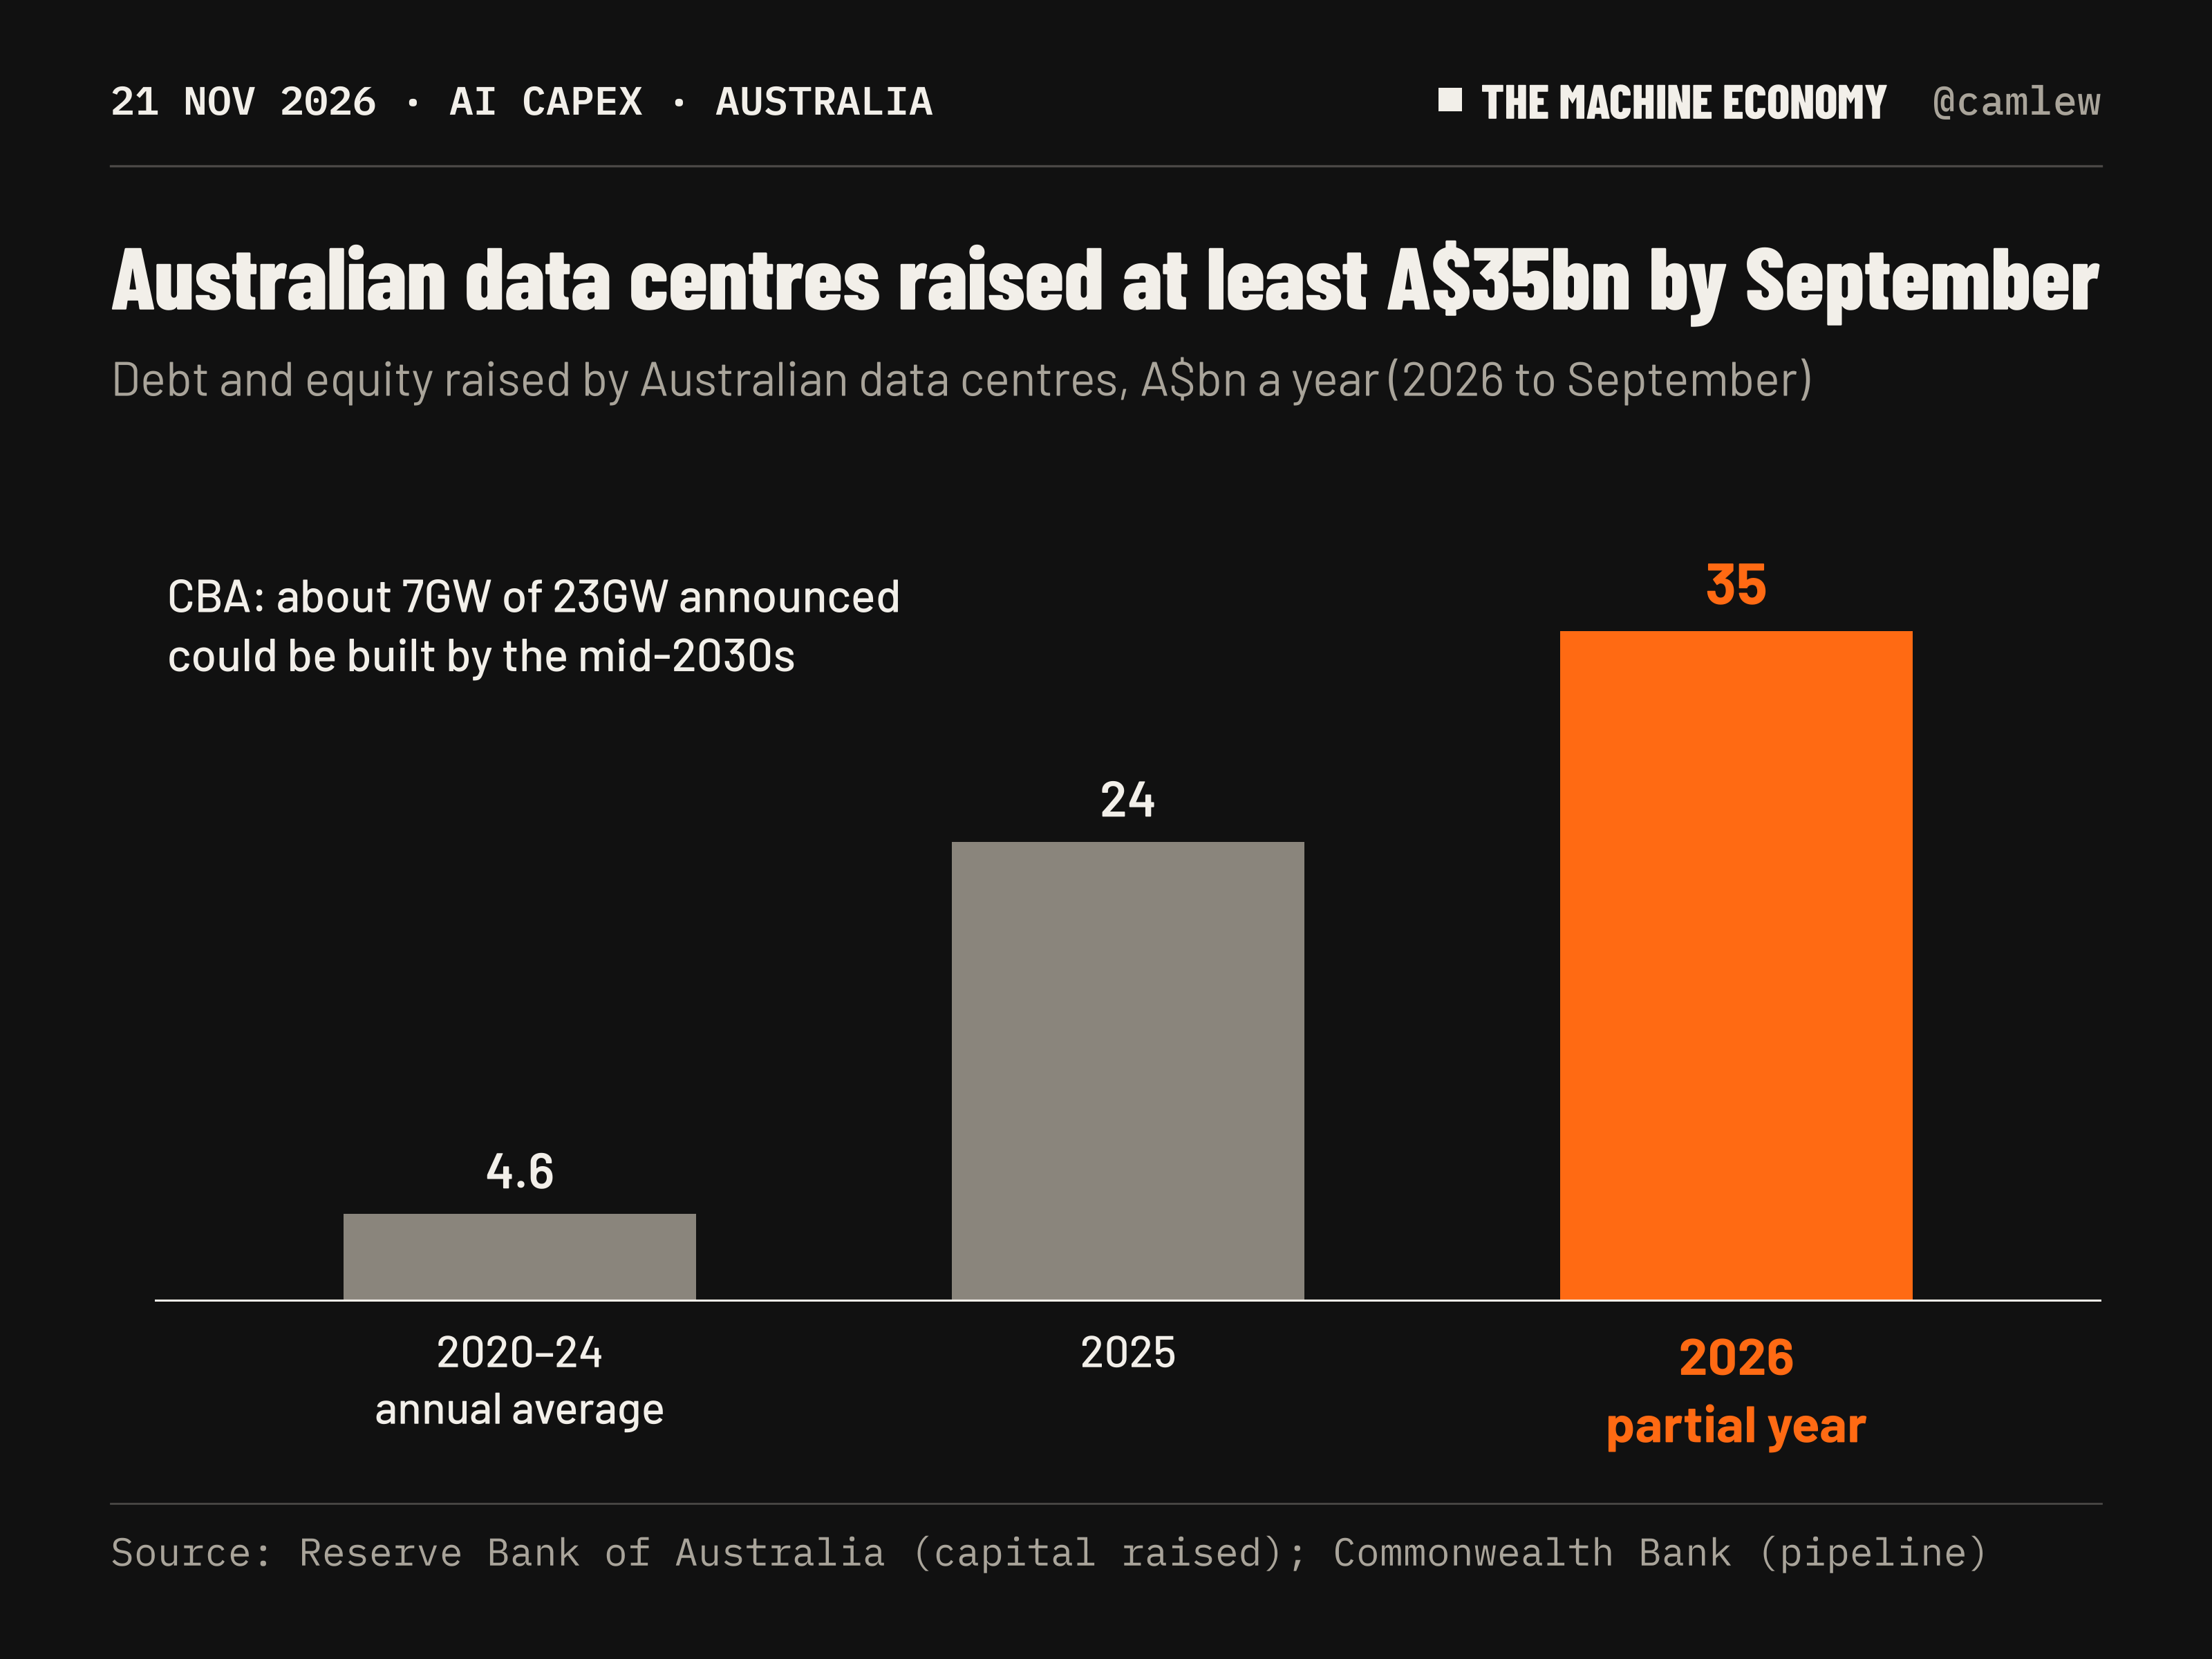 21 NOV 2026 · AI CAPEX · AUSTRALIA
THE MACHINE ECONOMY @camlew
Australian data centres raised at least A$35bn by September
Debt and equity raised by Australian data centres, A$bn a year (2026 to September)
CBA: about 7GW of 23GW announced
could be built by the mid-2030s
35
24
4.6
2020–24
annual average
2025
2026
partial year
Source: Reserve Bank of Australia (capital raised); Commonwealth Bank (pipeline)